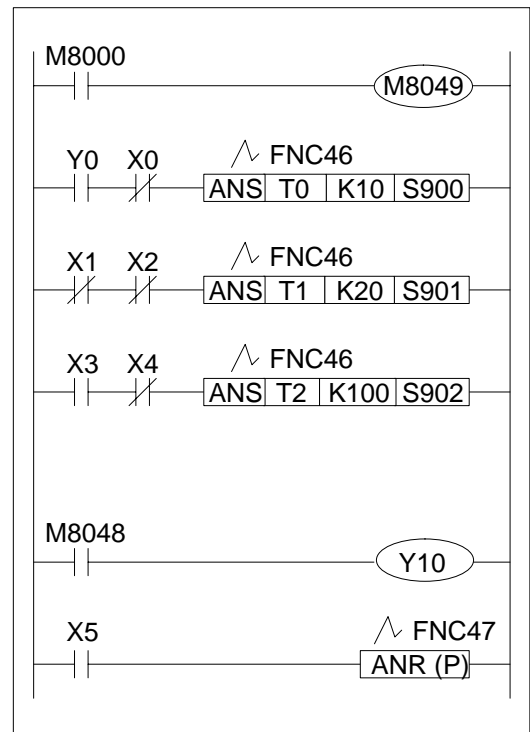 M8000
M8049
Y0 X0 FNC46
ANS T0 K10 S900
X1 X2 FNC46
ANS T1 K20 S901
X3 X4 FNC46
ANS T2 K100 S902
M8048
Y10
X5 FNC47
ANR (P)